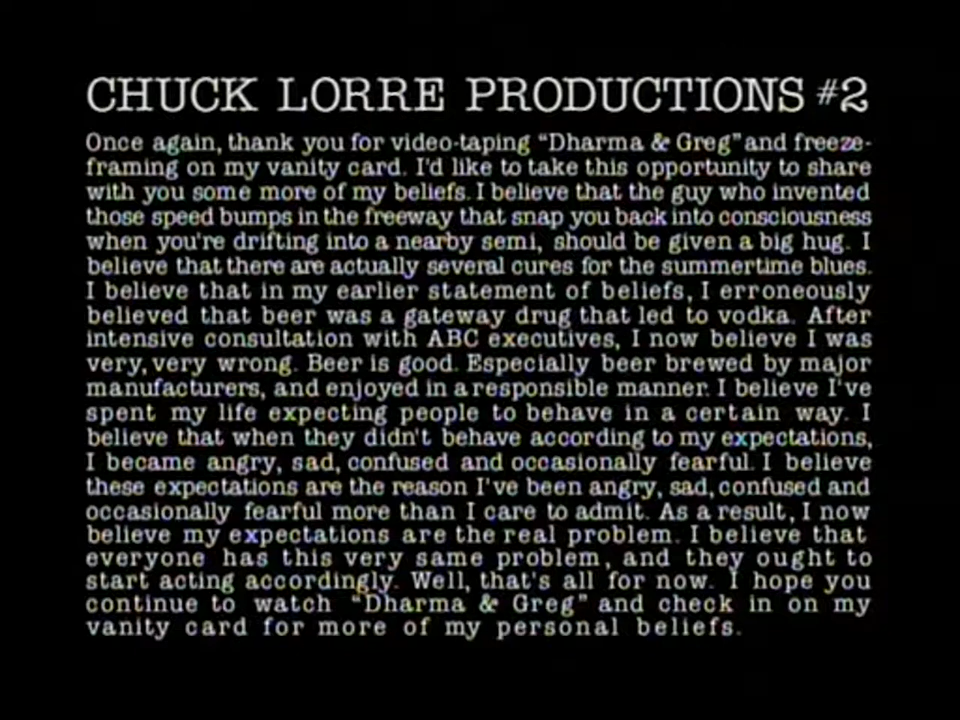 CHUCK LORRE PRODUCTIONS #2
Once again, thank you for video-taping “Dharma & Greg” and freeze-
framing on my vanity card. I'd like to take this opportunity to share
with you some more of my beliefs. I believe that the guy who invented
those speed bumps in the freeway that snap you back into consciousness
when you're drifting into a nearby semi, should be given a big hug. I
believe that there are actually several cures for the summertime blues.
I believe that in my earlier statement of beliefs, I erroneously
believed that beer was a gateway drug that led to vodka. After
intensive consultation with ABC executives, I now believe I was
very, very wrong. Beer is good. Especially beer brewed by major
manufacturers, and enjoyed in a responsible manner. I believe I've
spent my life expecting people to behave in a certain way. I
believe that when they didn't behave according to my expectations,
I became angry, sad, confused and occasionally fearful. I believe
these expectations are the reason I've been angry, sad, confused and
occasionally fearful more than I care to admit. As a result, I now
believe my expectations are the real problem. I believe that
everyone has this very same problem, and they ought to
start acting accordingly. Well, that's all for now. I hope you
continue to watch “Dharma & Greg” and check in on my
vanity card for more of my personal beliefs.